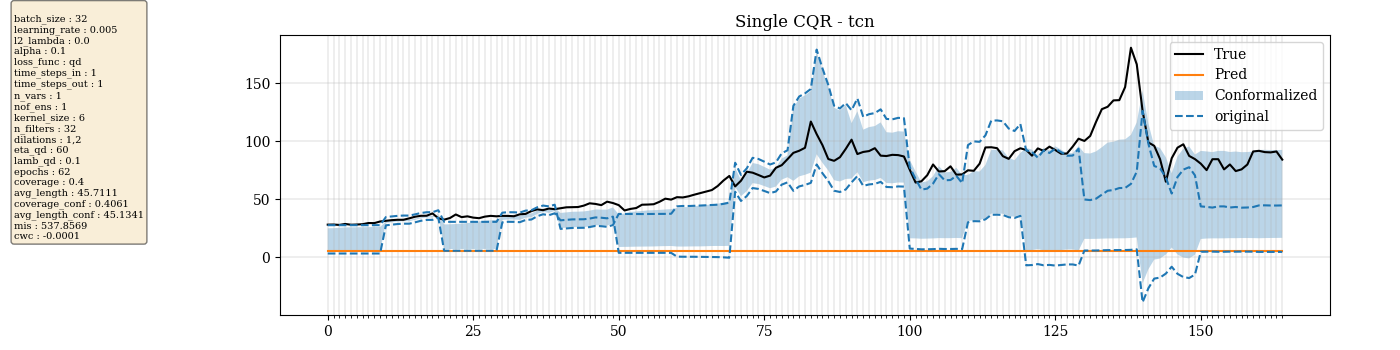 batch_size : 32
learning_rate : 0.005
l2_lambda : 0.0
alpha : 0.1
loss_func : qd
time_steps_in : 1
time_steps_out : 1
n_vars : 1
nof_ens : 1
kernel_size : 6
n_filters : 32
dilations : 1,2
eta_qd : 60
lamb_qd : 0.1
epochs : 62
coverage : 0.4
avg_length : 45.7111
coverage_conf : 0.4061
avg_length_conf : 45.1341
mis : 537.8569
cwc : -0.0001
Single CQR - tcn
True
Pred
Conformalized
original
150
100
50
0
0 25 50 75 100 125 150